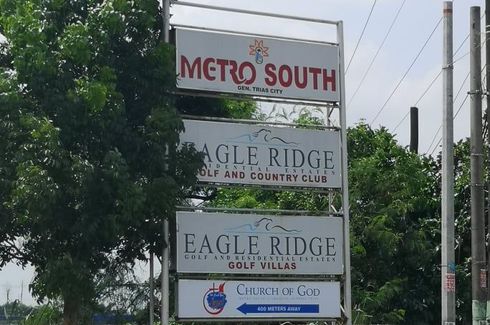 METRO SOUTH
GEN. TRIAS CITY
EAGLE RIDGE
RESIDENTIAL ESTATES
GOLF AND COUNTRY CLUB
EAGLE RIDGE
GOLF AND RESIDENTIAL ESTATES
GOLF VILLAS
CHURCH OF GOD
400 METERS AWAY